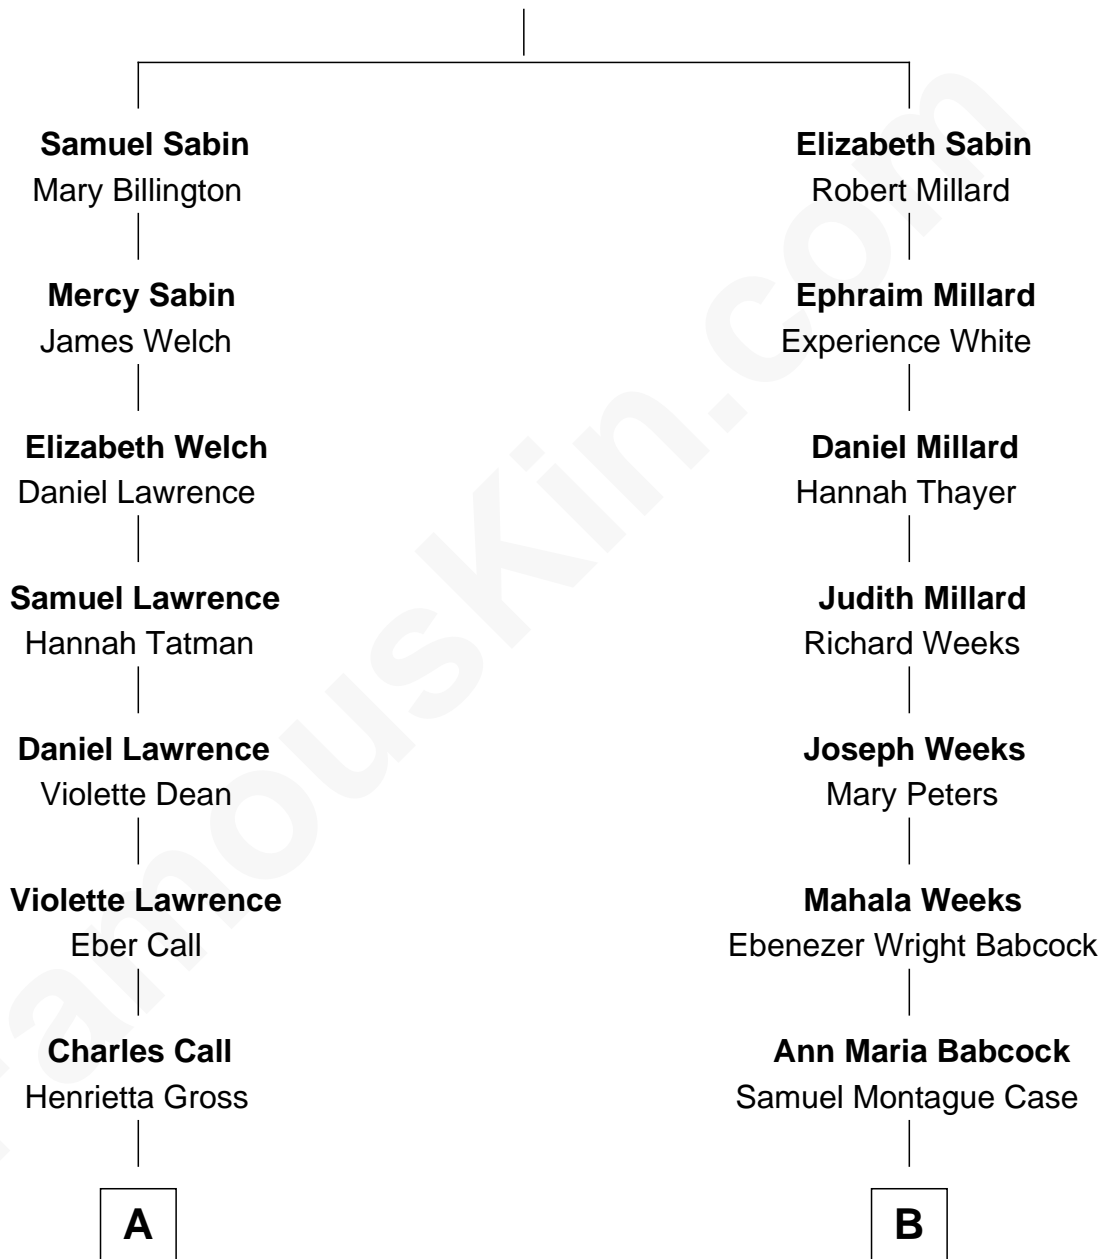 Samuel Sabin
Mary Billington
Elizabeth Sabin
Robert Millard
Mercy Sabin
James Welch
Ephraim Millard
Experience White
Elizabeth Welch
Daniel Lawrence
Daniel Millard
Hannah Thayer
Samuel Lawrence
Hannah Tatman
Judith Millard
Richard Weeks
Daniel Lawrence
Violette Dean
Joseph Weeks
Mary Peters
Violette Lawrence
Eber Call
Mahala Weeks
Ebenezer Wright Babcock
Charles Call
Henrietta Gross
Ann Maria Babcock
Samuel Montague Case
A
B
FamousKin.com